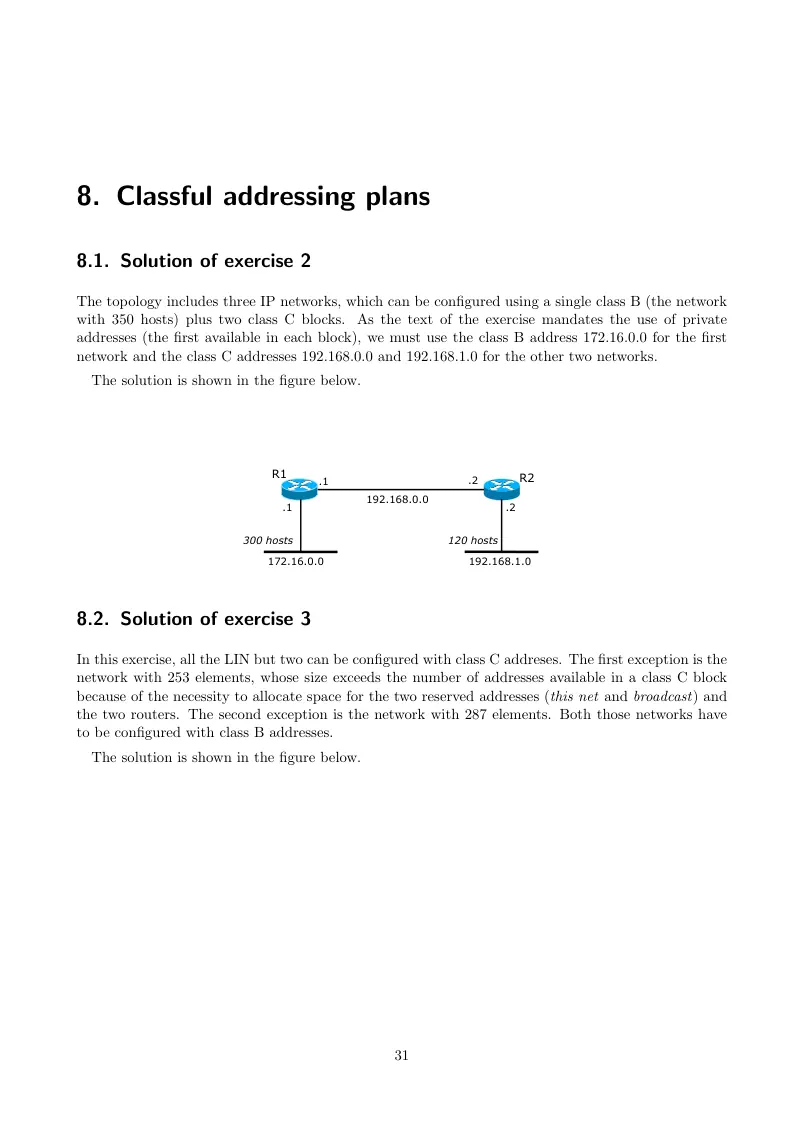 8. Classful addressing plans
8.1. Solution of exercise 2
The topology includes three IP networks, which can be configured using a single class B (the network
with 350 hosts) plus two class C blocks. As the text of the exercise mandates the use of private
addresses (the first available in each block), we must use the class B address 172.16.0.0 for the first
network and the class C addresses 192.168.0.0 and 192.168.1.0 for the other two networks.
The solution is shown in the figure below.
R1
.1
.2
R2
192.168.0.0
.1
.2
300 hosts
120 hosts
172.16.0.0
192.168.1.0
8.2. Solution of exercise 3
In this exercise, all the LIN but two can be configured with class C addreses. The first exception is the
network with 253 elements, whose size exceeds the number of addresses available in a class C block
because of the necessity to allocate space for the two reserved addresses (this net and broadcast) and
the two routers. The second exception is the network with 287 elements. Both those networks have
to be configured with class B addresses.
The solution is shown in the figure below.
31